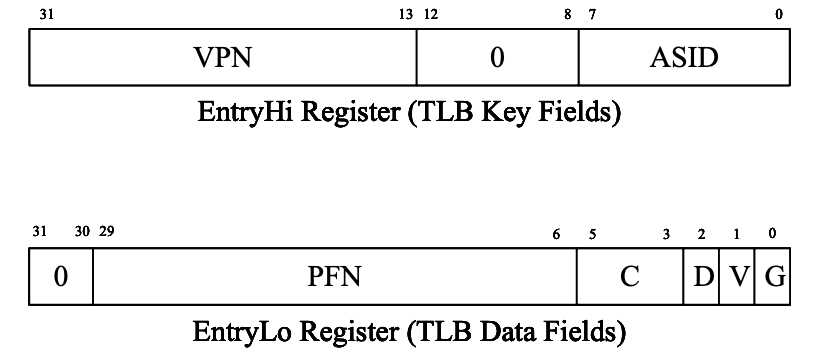 31 13 12 8 7 0
VPN 0 ASID
EntryHi Register (TLB Key Fields)
31 30 29 6 5 3 2 1 0
0 PFN C D V G
EntryLo Register (TLB Data Fields)